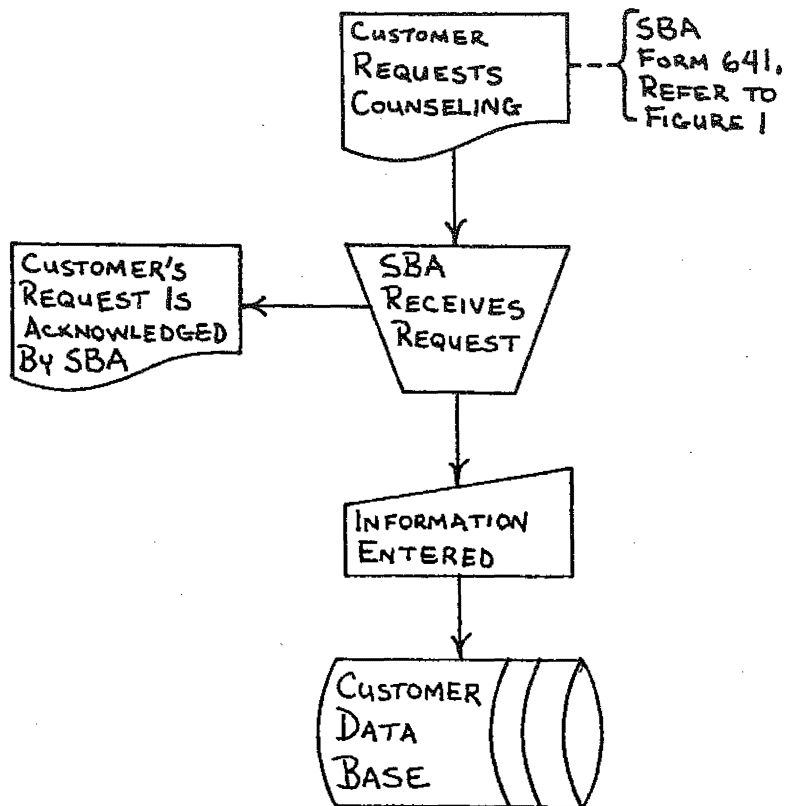 CUSTOMER
REQUESTS
COUNSELING
SBA
FORM 641.
REFER TO
FIGURE 1
CUSTOMER'S
REQUEST IS
ACKNOWLEDGED
BY SBA
SBA
RECEIVES
REQUEST
INFORMATION
ENTERED
CUSTOMER
DATA
BASE